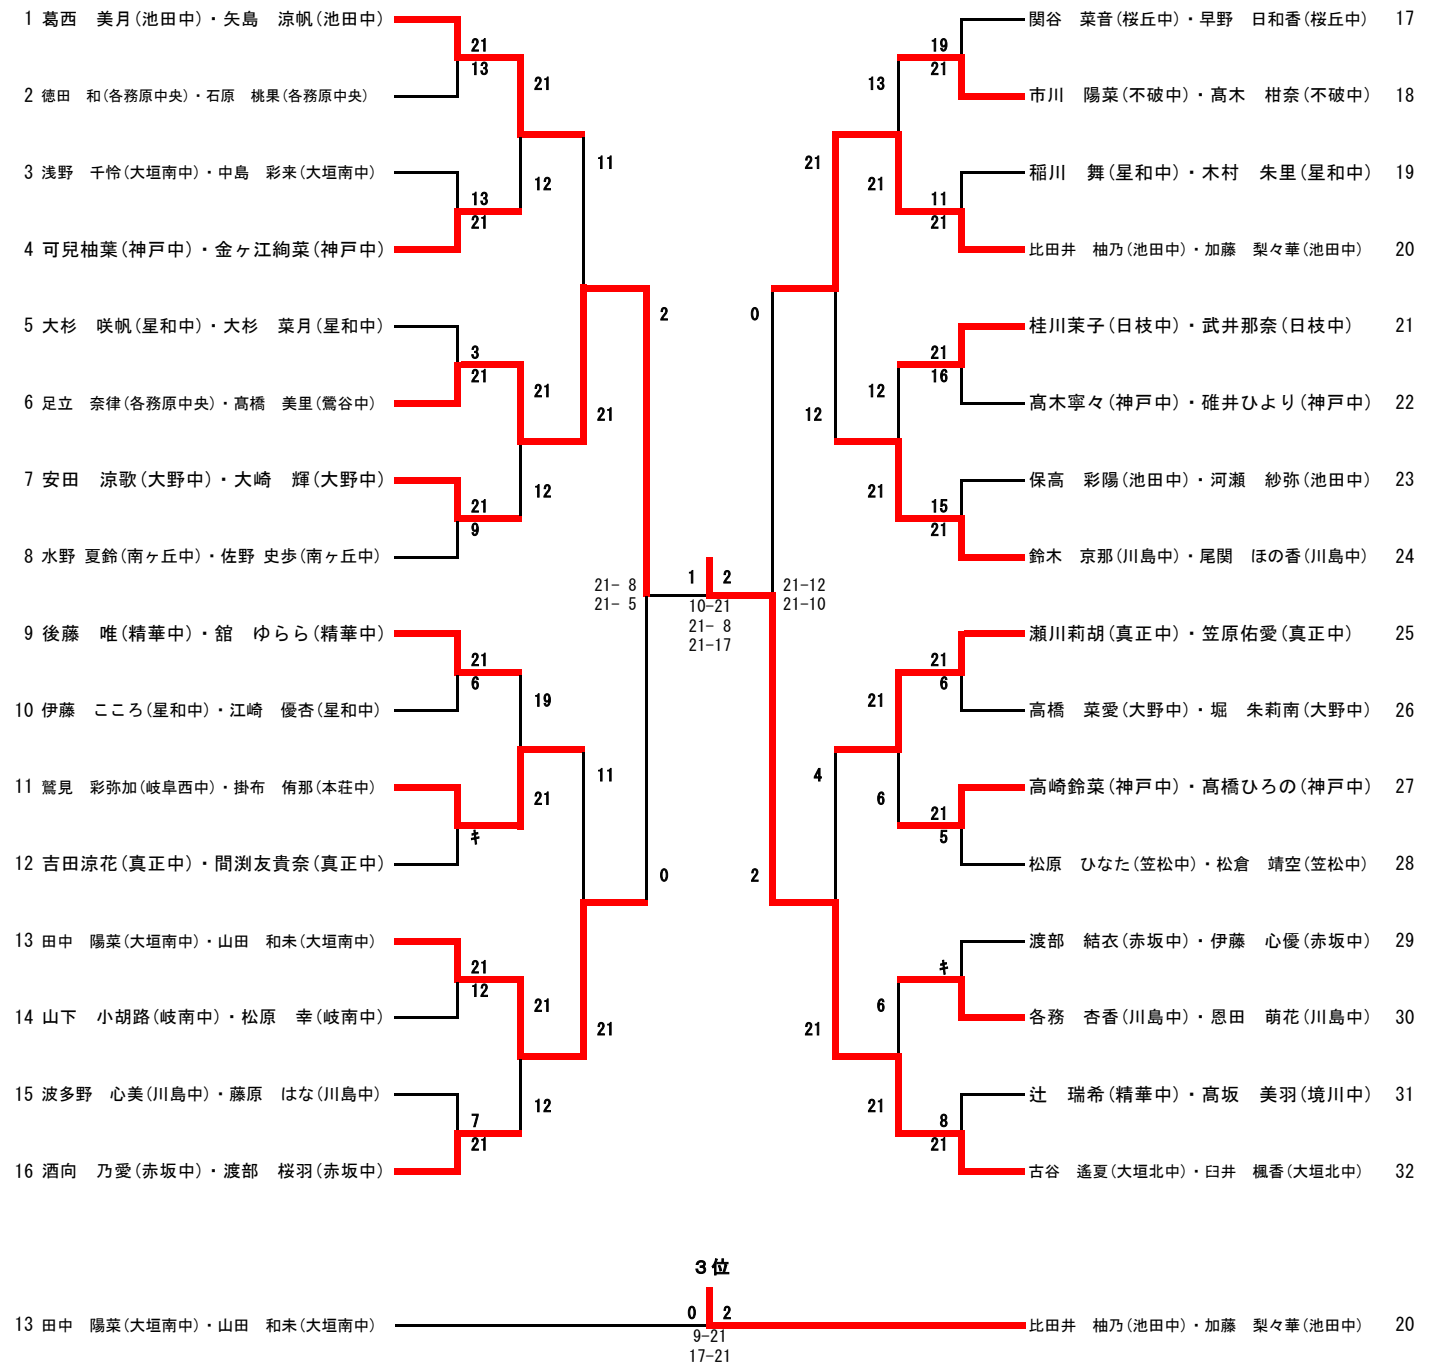 1 葛西　美月(池田中)・矢島　涼帆(池田中)
21
13
2 徳田　和(各務原中央)・石原　桃果(各務原中央)
21
3 浅野　千怜(大垣南中)・中島　彩来(大垣南中)
12
13
21
4 可兒柚葉(神戸中)・金ヶ江絢菜(神戸中)
11
5 大杉　咲帆(星和中)・大杉　菜月(星和中)
3
21
6 足立　奈律(各務原中央)・髙橋　美里(鶯谷中)
21
21
7 安田　涼歌(大野中)・大崎　輝(大野中)
12
21
9
8 水野 夏鈴(南ヶ丘中)・佐野 史歩(南ヶ丘中)
2
21- 8
21- 5
9 後藤　唯(精華中)・舘　ゆらら(精華中)
21
6
10 伊藤　こころ(星和中)・江崎　優杏(星和中)
19
11 鷲見　彩弥加(岐阜西中)・掛布　侑那(本荘中)
11
21
キ
12 吉田涼花(真正中)・間渕友貴奈(真正中)
0
13 田中　陽菜(大垣南中)・山田　和未(大垣南中)
21
12
14 山下　小胡路(岐南中)・松原　幸(岐南中)
21
21
15 波多野　心美(川島中)・藤原　はな(川島中)
12
7
21
16 酒向　乃愛(赤坂中)・渡部　桜羽(赤坂中)
1 2
10-21
21- 8
21-17
関谷　菜音(桜丘中)・早野　日和香(桜丘中) 17
19
21
市川　陽菜(不破中)・髙木　柑奈(不破中) 18
13
21
稲川　舞(星和中)・木村　朱里(星和中) 19
21
11
21
比田井　柚乃(池田中)・加藤　梨々華(池田中) 20
0
桂川茉子(日枝中)・武井那奈(日枝中) 21
21
16
髙木寧々(神戸中)・碓井ひより(神戸中) 22
12
12
保高　彩陽(池田中)・河瀬　紗弥(池田中) 23
21
15
21
鈴木　京那(川島中)・尾関　ほの香(川島中) 24
21-12
21-10
瀬川莉胡(真正中)・笠原佑愛(真正中) 25
21
6
高橋　菜愛(大野中)・堀　朱莉南(大野中) 26
21
4
高崎鈴菜(神戸中)・髙橋ひろの(神戸中) 27
6
21
5
松原　ひなた(笠松中)・松倉　靖空(笠松中) 28
2
渡部　結衣(赤坂中)・伊藤　心優(赤坂中) 29
キ
各務　杏香(川島中)・恩田　萌花(川島中) 30
6
21
辻　瑞希(精華中)・髙坂　美羽(境川中) 31
21
8
21
古谷　遙夏(大垣北中)・臼井　楓香(大垣北中) 32
３位
0 2
13 田中　陽菜(大垣南中)・山田　和未(大垣南中)
比田井　柚乃(池田中)・加藤　梨々華(池田中) 20
9-21
17-21